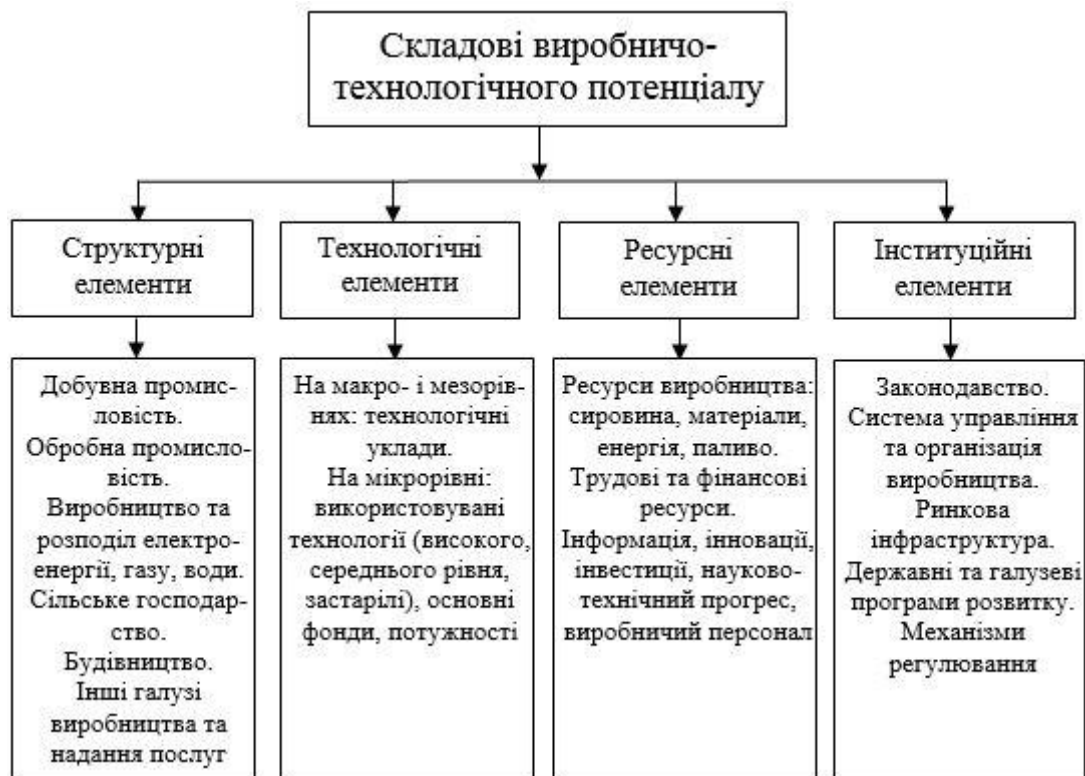 Складові виробничо-
технологічного потенціалу
Структурні
елементи
Технологічні
елементи
Ресурсні
елементи
Інституційні
елементи
Добувна промис-
ловість.
Обробна промисло-
вість.
Виробництво та
розподіл електро-
енергії, газу, води.
Сільське господар-
ство.
Будівництво.
Інші галузі
виробництва та
надання послуг
На макро- і мезорів-
нях: технологічні
уклади.
На мікрорівні:
використовувані
технології (високого,
середнього рівня,
застарілі), основні
фонди, потужності
Ресурси виробництва:
сировина, матеріали,
енергія, паливо.
Трудові та фінансові
ресурси.
Інформація, інновації,
інвестиції, науково-
технічний прогрес,
виробничий персонал
Законодавство.
Система управління
та організація
виробництва.
Ринкова
інфраструктура.
Державні та галузеві
програми розвитку.
Механізми
регулювання